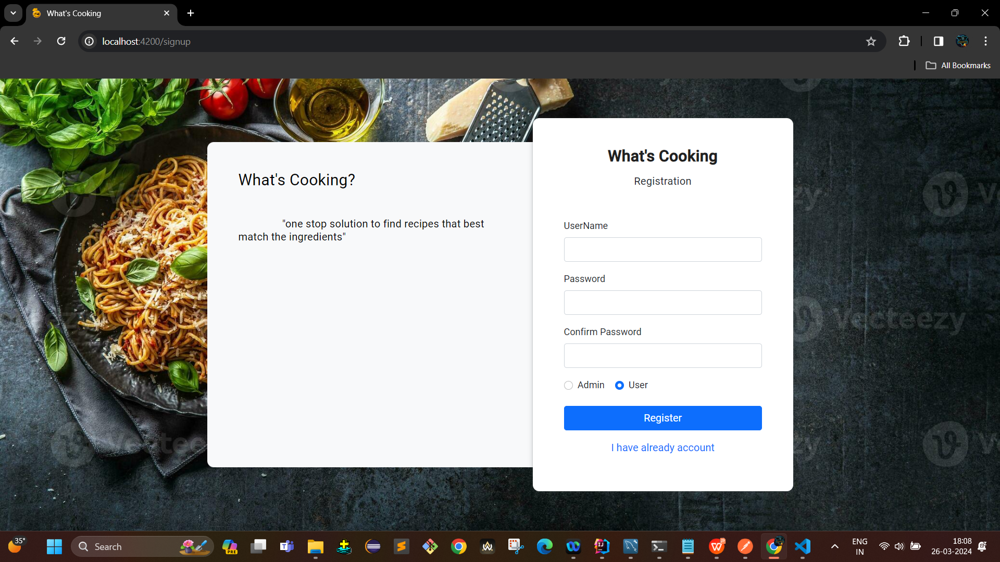 What's Cooking
localhost:4200/signup
All Bookmarks
What's Cooking?
"one stop solution to find recipes that best
match the ingredients"
What's Cooking
Registration
UserName
Password
Confirm Password
Admin User
Register
I have already account
Vecteezy
35°
Search
PRE
ENG
IN
18:08
26-03-2024